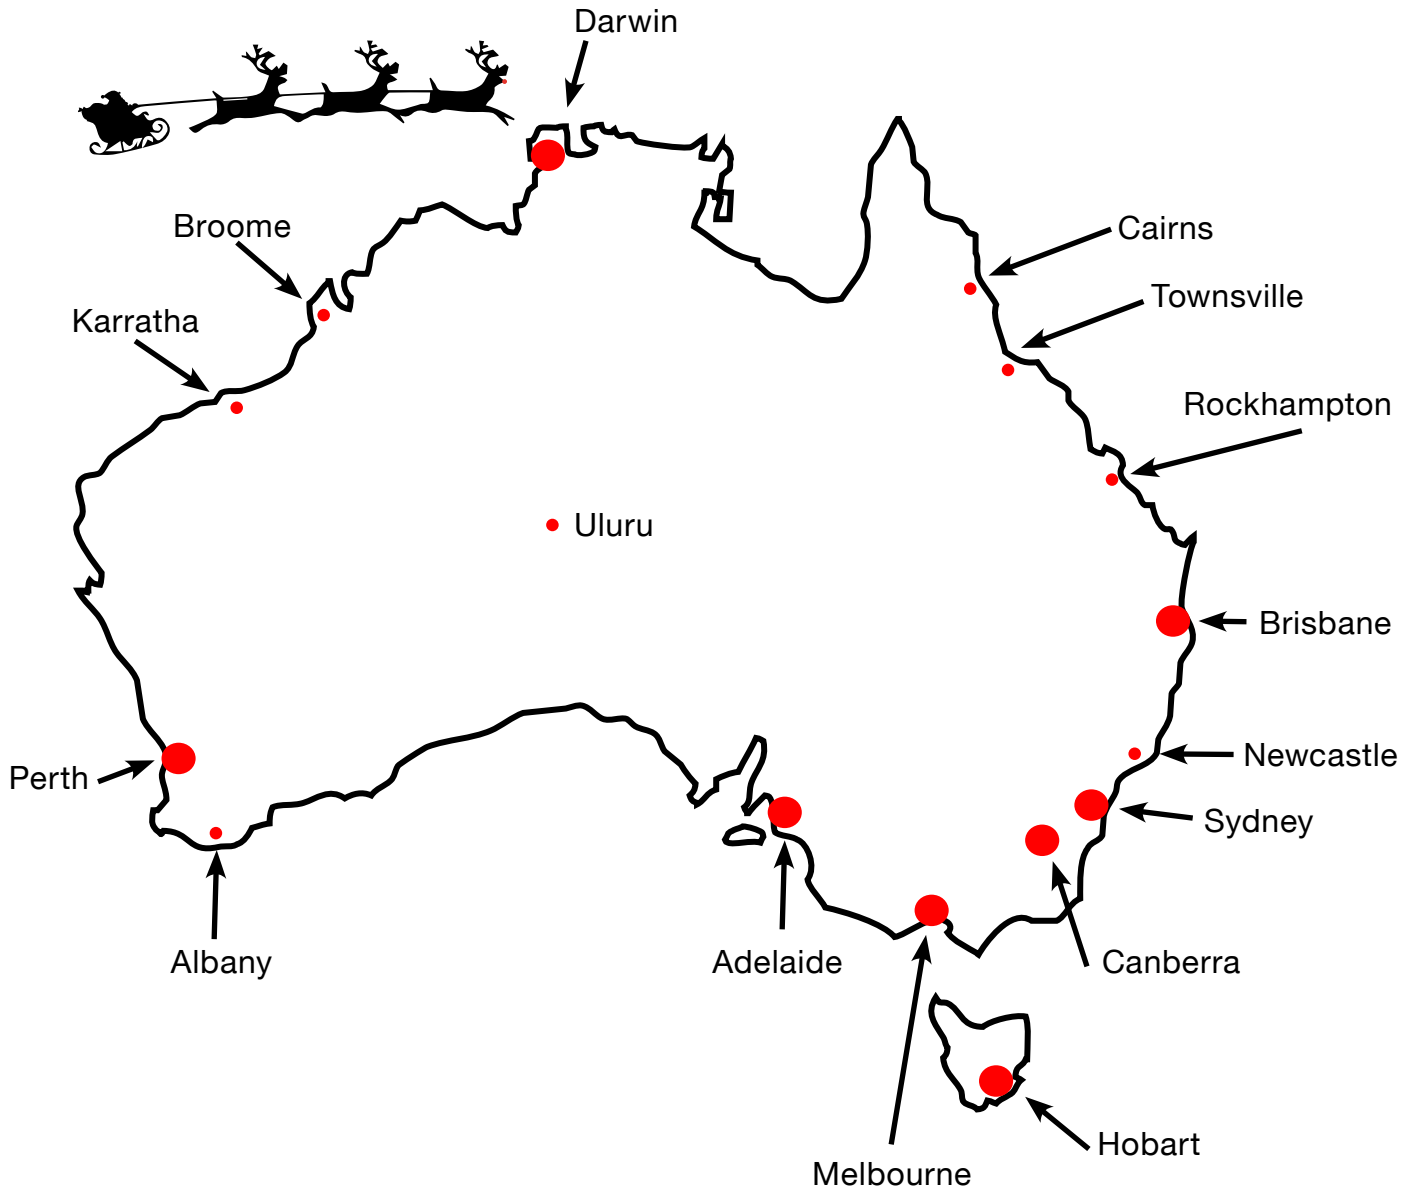 Darwin
Broome
Cairns
Townsville
Karratha
Rockhampton
Uluru
Brisbane
Newcastle
Perth
Sydney
Albany
Adelaide
Canberra
Hobart
Melbourne